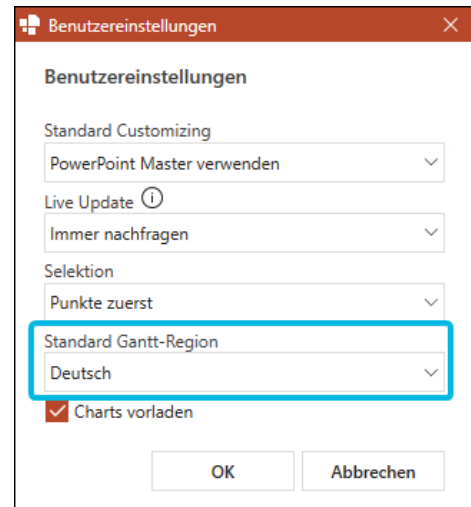 Benutzereinstellungen
Benutzereinstellungen
Standard Customizing
PowerPoint Master verwenden
Live Update
Immer nachfragen
Selektion
Punkte zuerst
Standard Gantt-Region
Deutsch
Charts vorladen
OK Abbrechen